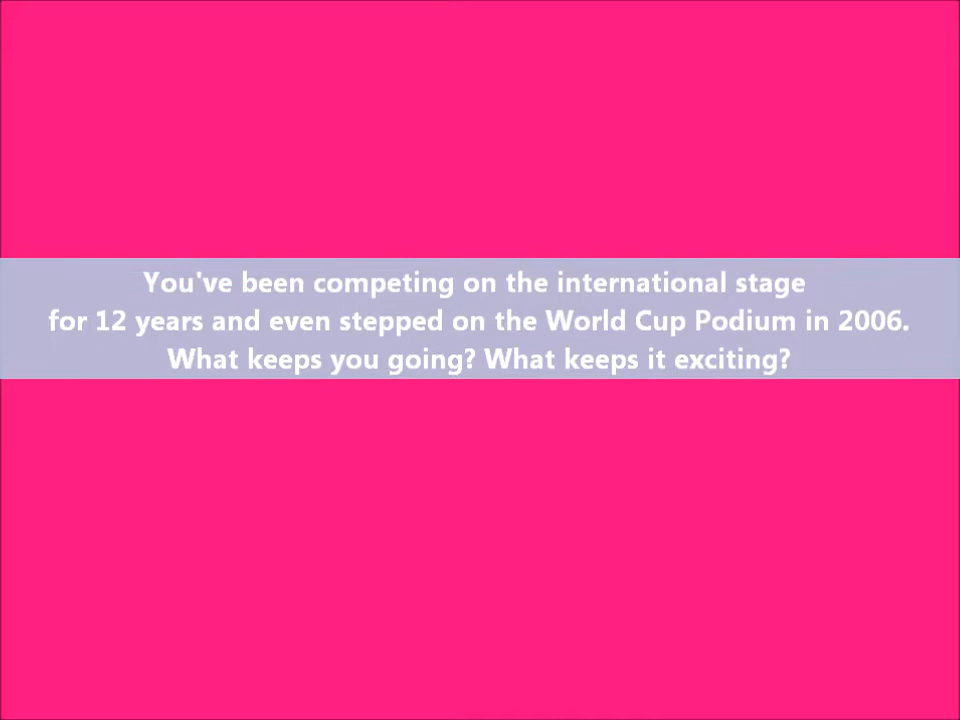 You've been competing on the international stage
for 12 years and even stepped on the World Cup Podium in 2006.
What keeps you going? What keeps it exciting?